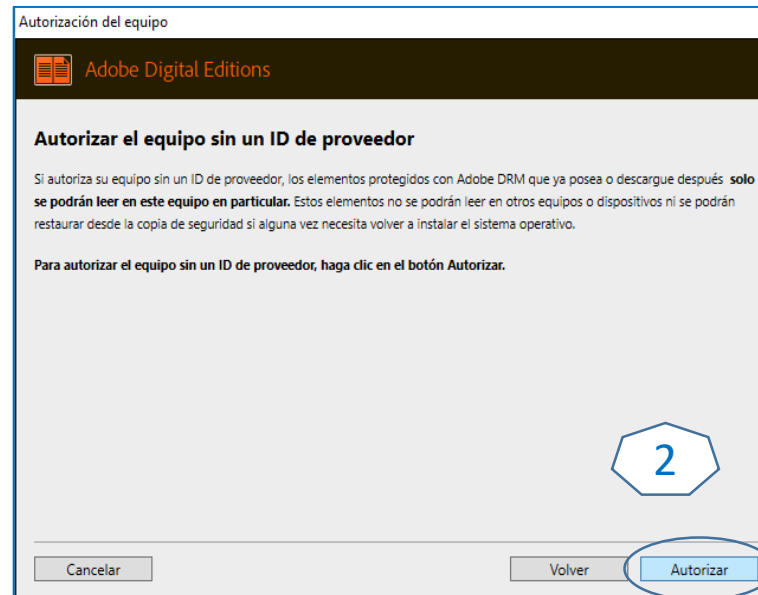 Autorización del equipo
Adobe Digital Editions
Autorizar el equipo sin un ID de proveedor
Si autoriza su equipo sin un ID de proveedor, los elementos protegidos con Adobe DRM que ya posea o descargue después solo
se podrán leer en este equipo en particular. Estos elementos no se podrán leer en otros equipos o dispositivos ni se podrán
restaurar desde la copia de seguridad si alguna vez necesita volver a instalar el sistema operativo.
Para autorizar el equipo sin un ID de proveedor, haga clic en el botón Autorizar.
2
Cancelar Volver Autorizar